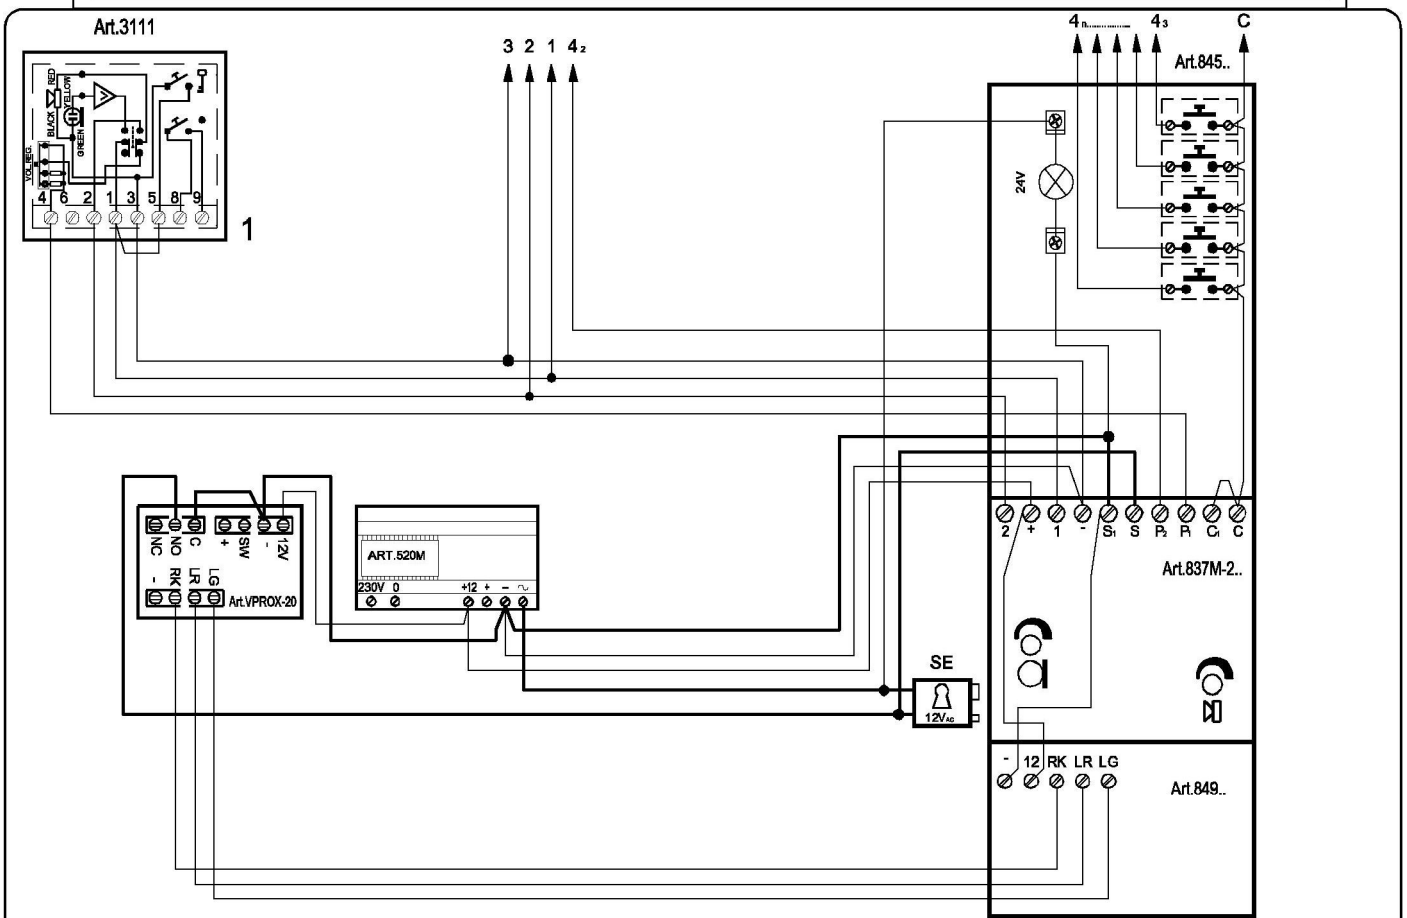 Art.3111
3 2 1 4₂
4n.............. 4₃ C
Art.845..
RED
BLACK
YELLOW
GREEN
VOL.REG.
4 6 2 1 3 5 8 9
1
24V
NC NO C + SW - 12V
- RK LR LG
Art.VPROX-20
ART.520M
230V 0 +12 + – ~
SE
12VAC
2 + 1 - S₁ S P₂ P₁ C₁ C
Art.837M-2..
- 12 RK LR LG
Art.849..